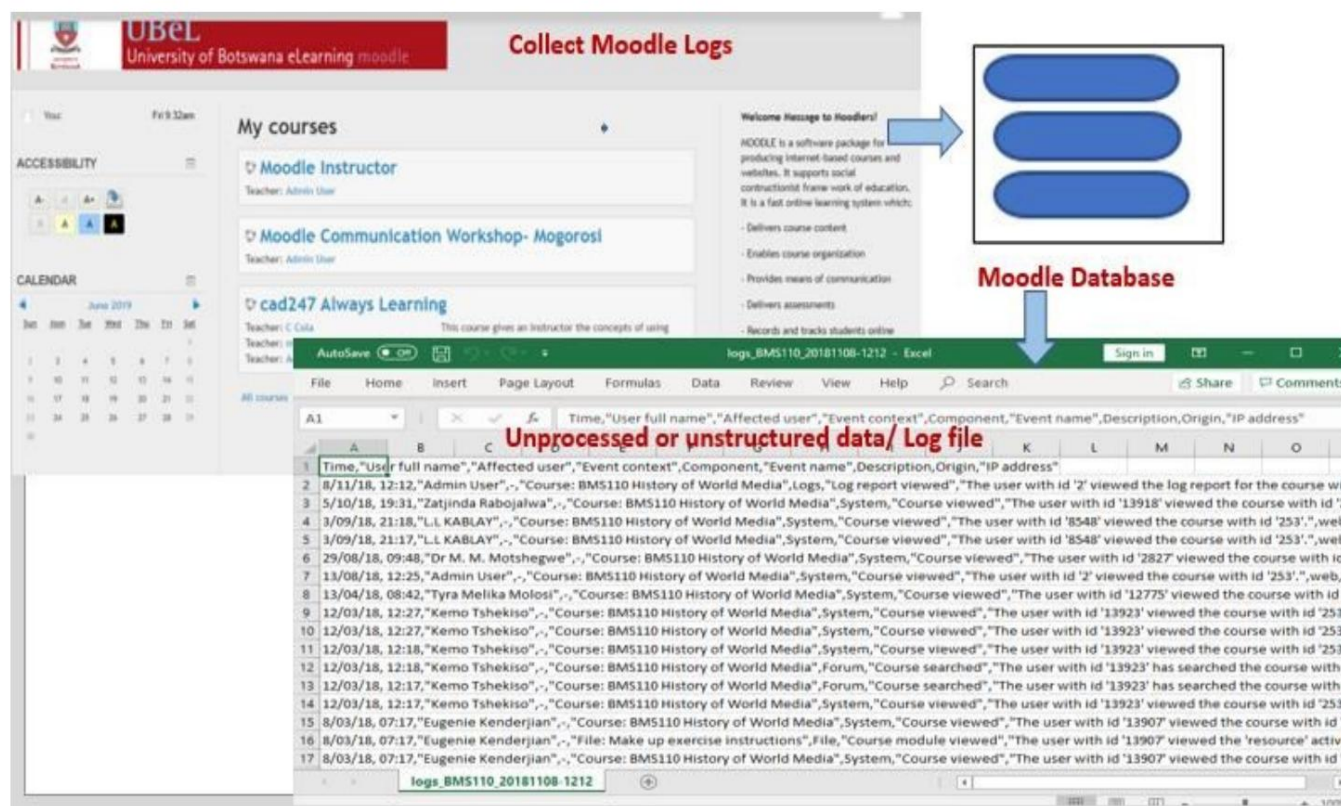 UBeL
University of Botswana eLearning moodle
Collect Moodle Logs
Fri 9:32am
ACCESSIBILITY
A- A A+
A A A A
CALENDAR
June 2019
Sun Mon Tue Wed Thu Fri Sat
My courses
Moodle Instructor
Teacher: Admin User
Moodle Communication Workshop- Mogorosi
Teacher: Admin User
cad247 Always Learning
Teacher: C Cola This course gives an instructor the concepts of using
Teacher:
Teacher:
All courses
Welcome Message to Moodlers!
MOODLE is a software package for
producing internet-based courses and
websites. It supports social
contructionist frame work of education.
It is a fast online learning system which:
- Delivers course content
- Enables course organization
- Provides means of communication
- Delivers assessments
- Records and tracks students online
Moodle Database
AutoSave Off logs_BMS110_20181108-1212 - Excel Sign in
File Home Insert Page Layout Formulas Data Review View Help Search Share Comments
A1 fx Time,"User full name","Affected user","Event context",Component,"Event name",Description,Origin,"IP address"
Unprocessed or unstructured data/ Log file
A B C D E F K L M N O
1 Time,"User full name","Affected user","Event context",Component,"Event name",Description,Origin,"IP address"
2 8/11/18, 12:12,"Admin User",-,"Course: BMS110 History of World Media",Logs,"Log report viewed","The user with id '2' viewed the log report for the course
3 5/10/18, 19:31,"Zatjinda Rabojalwa",-,"Course: BMS110 History of World Media",System,"Course viewed","The user with id '13918' viewed the course with id
4 3/09/18, 21:18,"L.L KABLAY",-,"Course: BMS110 History of World Media",System,"Course viewed","The user with id '8548' viewed the course with id '253'.",web
5 3/09/18, 21:17,"L.L KABLAY",-,"Course: BMS110 History of World Media",System,"Course viewed","The user with id '8548' viewed the course with id '253'.",web
6 29/08/18, 09:48,"Dr M. M. Motshegwe",-,"Course: BMS110 History of World Media",System,"Course viewed","The user with id '2827' viewed the course with id
7 13/08/18, 12:25,"Admin User",-,"Course: BMS110 History of World Media",System,"Course viewed","The user with id '2' viewed the course with id '253'.",web,
8 13/04/18, 08:42,"Tyra Melika Molosi",-,"Course: BMS110 History of World Media",System,"Course viewed","The user with id '12775' viewed the course with id
9 12/03/18, 12:27,"Kemo Tshekiso",-,"Course: BMS110 History of World Media",System,"Course viewed","The user with id '13923' viewed the course with id '253
10 12/03/18, 12:27,"Kemo Tshekiso",-,"Course: BMS110 History of World Media",System,"Course viewed","The user with id '13923' viewed the course with id '253
11 12/03/18, 12:18,"Kemo Tshekiso",-,"Course: BMS110 History of World Media",System,"Course viewed","The user with id '13923' viewed the course with id '253
12 12/03/18, 12:18,"Kemo Tshekiso",-,"Course: BMS110 History of World Media",Forum,"Course searched","The user with id '13923' has searched the course with
13 12/03/18, 12:17,"Kemo Tshekiso",-,"Course: BMS110 History of World Media",Forum,"Course searched","The user with id '13923' has searched the course with
14 12/03/18, 12:17,"Kemo Tshekiso",-,"Course: BMS110 History of World Media",System,"Course viewed","The user with id '13923' viewed the course with id '253
15 8/03/18, 07:17,"Eugenie Kenderjian",-,"Course: BMS110 History of World Media",System,"Course viewed","The user with id '13907' viewed the course with id
16 8/03/18, 07:17,"Eugenie Kenderjian",-,"File: Make up exercise instructions",File,"Course module viewed","The user with id '13907' viewed the 'resource' activ
17 8/03/18, 07:17,"Eugenie Kenderjian",-,"Course: BMS110 History of World Media",System,"Course viewed","The user with id '13907' viewed the course with id
logs_BMS110_20181108-1212